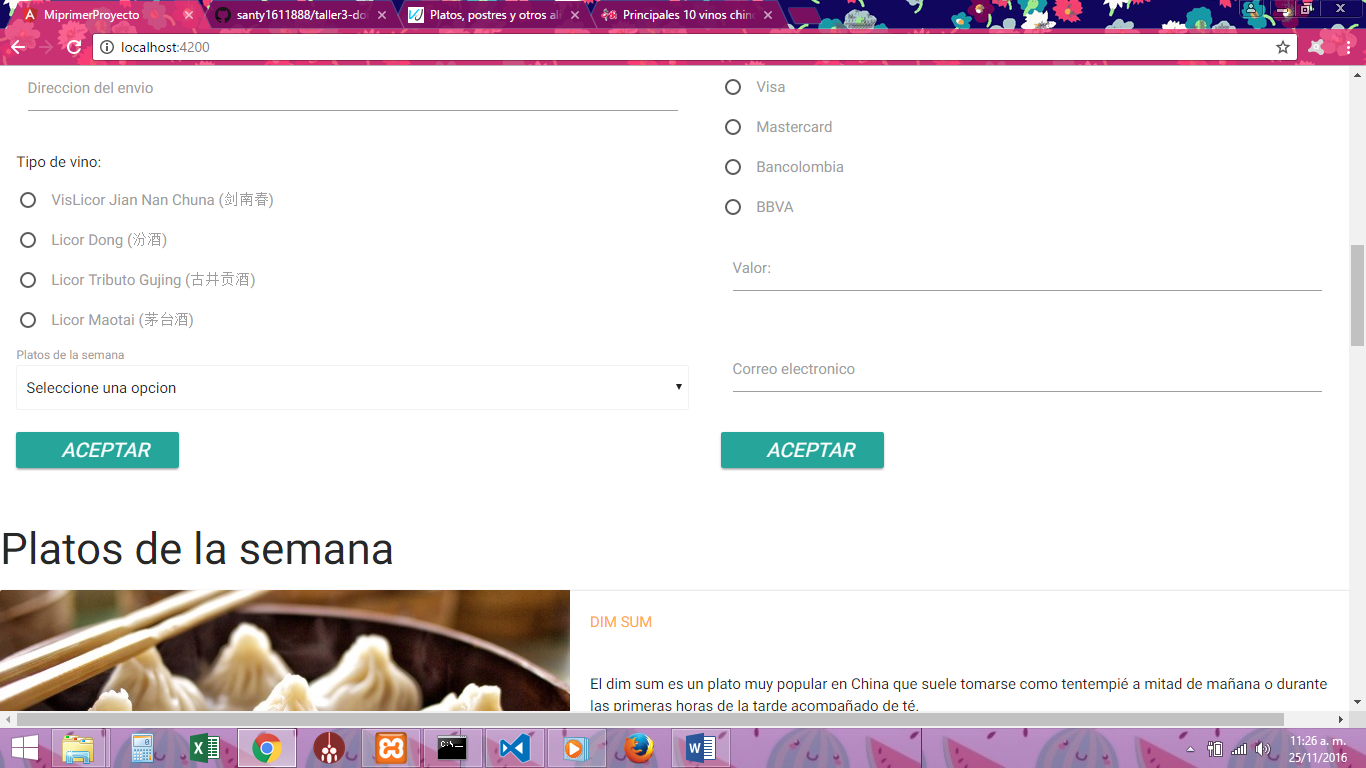 MiprimerProyecto
santy1611888/taller3-do
Platos, postres y otros ali
Principales 10 vinos chin
localhost:4200
Direccion del envio
Tipo de vino:
VisLicor Jian Nan Chuna (剑南春)
Licor Dong (汾酒)
Licor Tributo Gujing (古井贡酒)
Licor Maotai (茅台酒)
Platos de la semana
Seleccione una opcion
ACEPTAR
Visa
Mastercard
Bancolombia
BBVA
Valor:
Correo electronico
ACEPTAR
Platos de la semana
DIM SUM
El dim sum es un plato muy popular en China que suele tomarse como tentempié a mitad de mañana o durante
las primeras horas de la tarde acompañado de té.
11:26 a. m.
25/11/2016